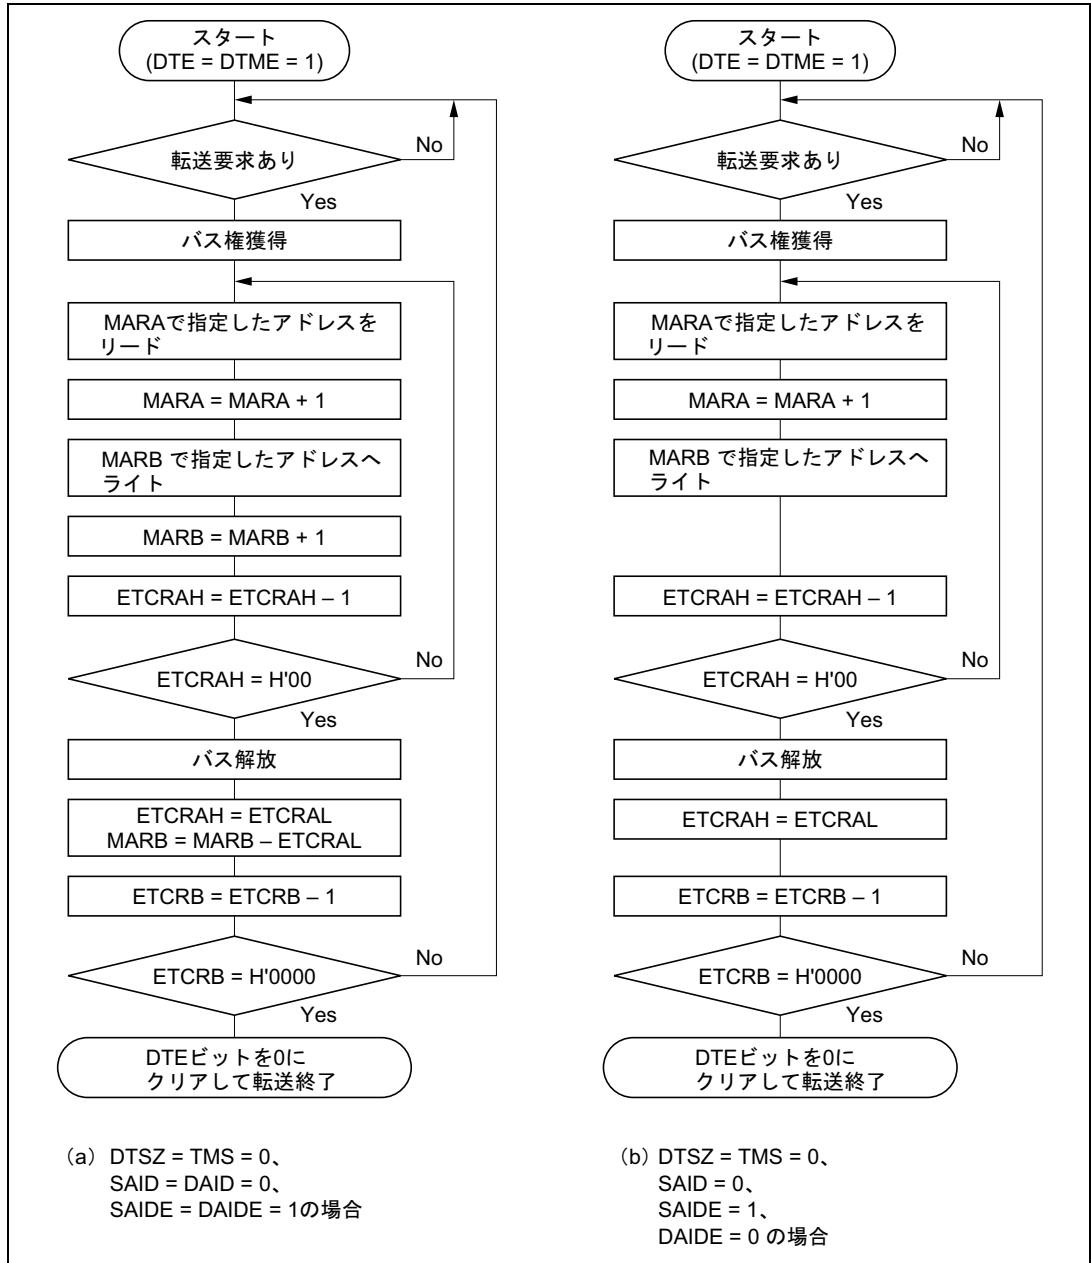 スタート
(DTE = DTME = 1)
転送要求あり
No
Yes
バス権獲得
MARAで指定したアドレスを
リード
MARA = MARA + 1
MARB で指定したアドレスへ
ライト
MARB = MARB + 1
ETCRAH = ETCRAH – 1
ETCRAH = H'00
No
Yes
バス解放
ETCRAH = ETCRAL
MARB = MARB – ETCRAL
ETCRB = ETCRB – 1
ETCRB = H'0000
No
Yes
DTEビットを0に
クリアして転送終了
(a) DTSZ = TMS = 0、
SAID = DAID = 0、
SAIDE = DAIDE = 1の場合
スタート
(DTE = DTME = 1)
転送要求あり
No
Yes
バス権獲得
MARAで指定したアドレスを
リード
MARA = MARA + 1
MARB で指定したアドレスへ
ライト
ETCRAH = ETCRAH – 1
ETCRAH = H'00
No
Yes
バス解放
ETCRAH = ETCRAL
ETCRB = ETCRB – 1
ETCRB = H'0000
No
Yes
DTEビットを0に
クリアして転送終了
(b) DTSZ = TMS = 0、
SAID = 0、
SAIDE = 1、
DAIDE = 0 の場合